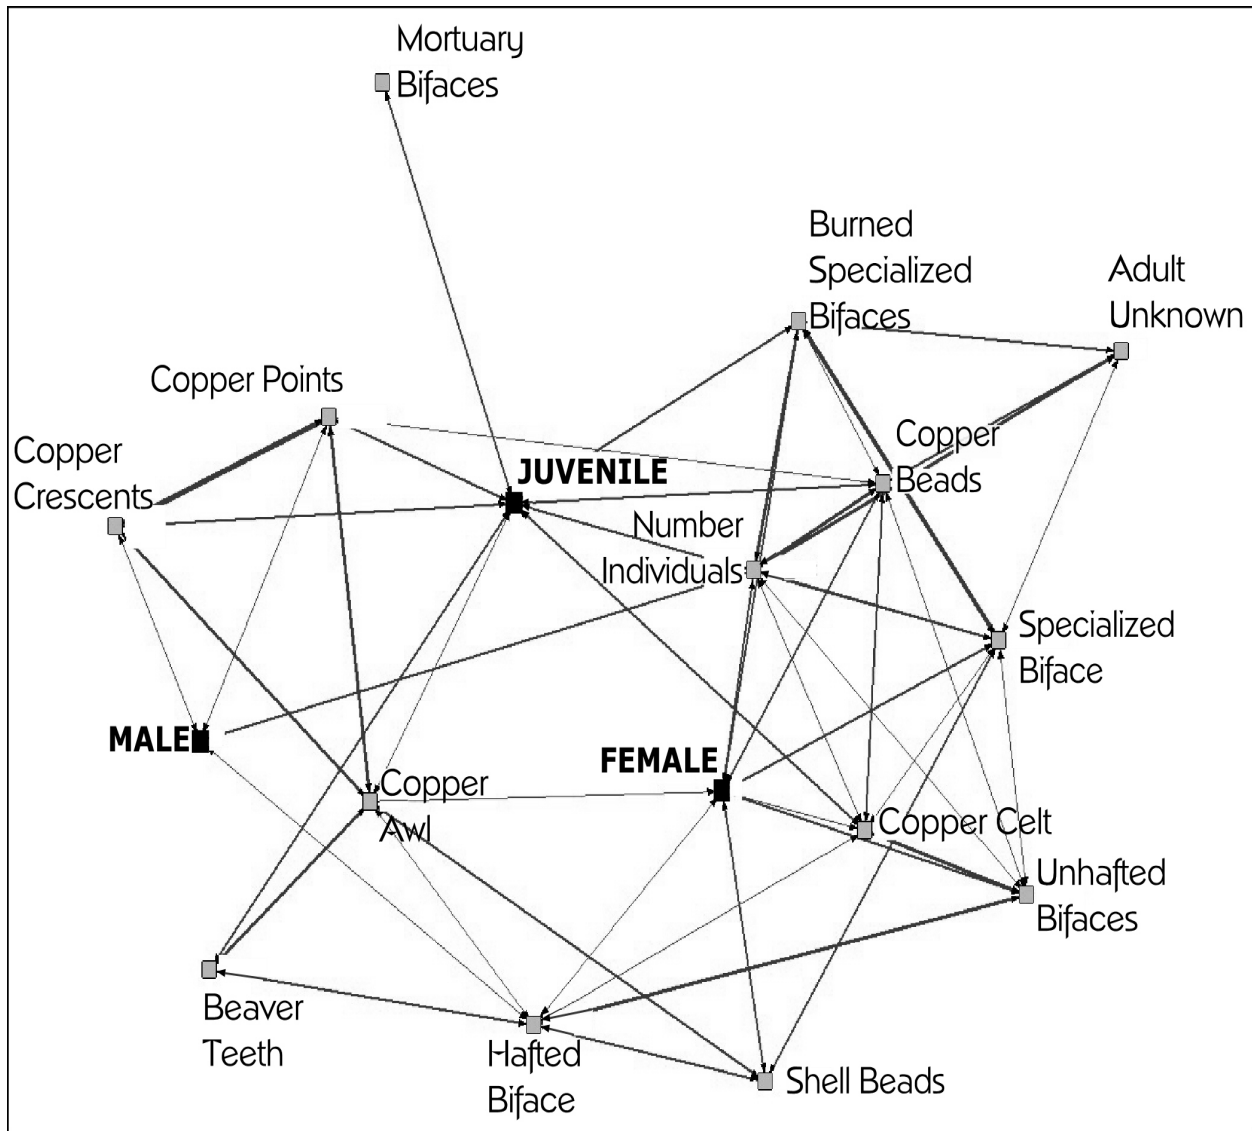 Mortuary
Bifaces
Burned
Specialized
Bifaces
Adult
Unknown
Copper Points
Copper
Crescents
Copper
Beads
JUVENILE
Number
Individuals
Specialized
Biface
MALE
FEMALE
Copper
Awl
Copper Celt
Unhafted
Bifaces
Beaver
Teeth
Hafted
Biface
Shell Beads